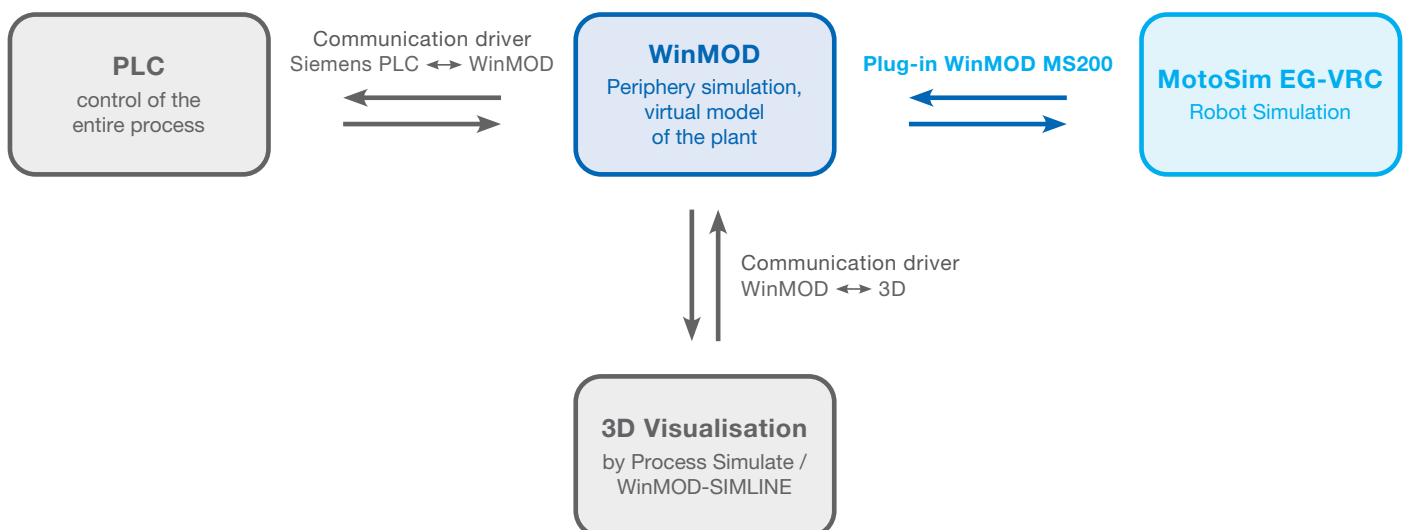 PLC
control of the
entire process
Communication driver
Siemens PLC ↔ WinMOD
WinMOD
Periphery simulation,
virtual model
of the plant
Plug-in WinMOD MS200
MotoSim EG-VRC
Robot Simulation
Communication driver
WinMOD ↔ 3D
3D Visualisation
by Process Simulate /
WinMOD-SIMLINE